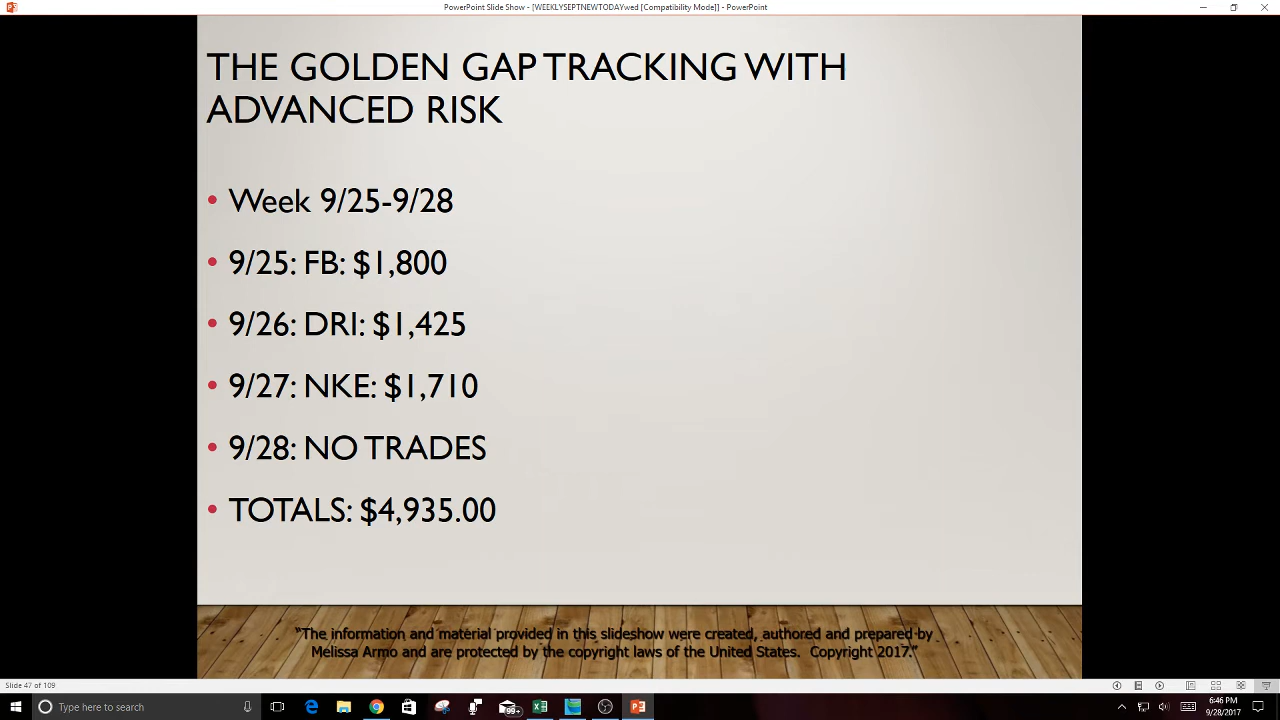 PowerPoint Slide Show - [WEEKLYSEPTNEWTODAYwed [Compatibility Mode]] - PowerPoint
THE GOLDEN GAP TRACKING WITH
ADVANCED RISK
• Week 9/25-9/28
• 9/25: FB: $1,800
• 9/26: DRI: $1,425
• 9/27: NKE: $1,710
• 9/28: NO TRADES
• TOTALS: $4,935.00
"The information and material provided in this slideshow were created, authored and prepared by
Melissa Armo and are protected by the copyright laws of the United States.  Copyright 2017."
Slide 47 of 109
Type here to search
99+
6:46 PM
9/28/2017